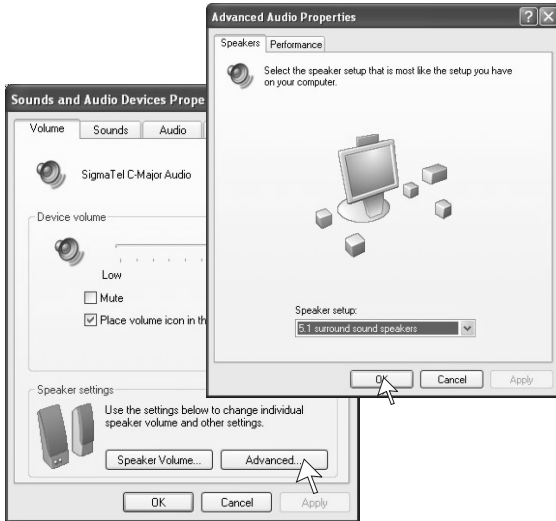 Advanced Audio Properties
Speakers
Performance
Select the speaker setup that is most like the setup you have
on your computer.
Speaker setup:
5.1 surround sound speakers
OK
Cancel
Apply
Sounds and Audio Devices Prope
Volume
Sounds
Audio
SigmaTel C-Major Audio
Device volume
Low
Mute
Place volume icon in th
Speaker settings
Use the settings below to change individual
speaker volume and other settings.
Speaker Volume...
Advanced...
OK
Cancel
Apply